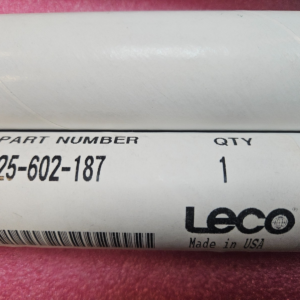 PART NUMBER QTY
25-602-187 1
LECO
Made in USA